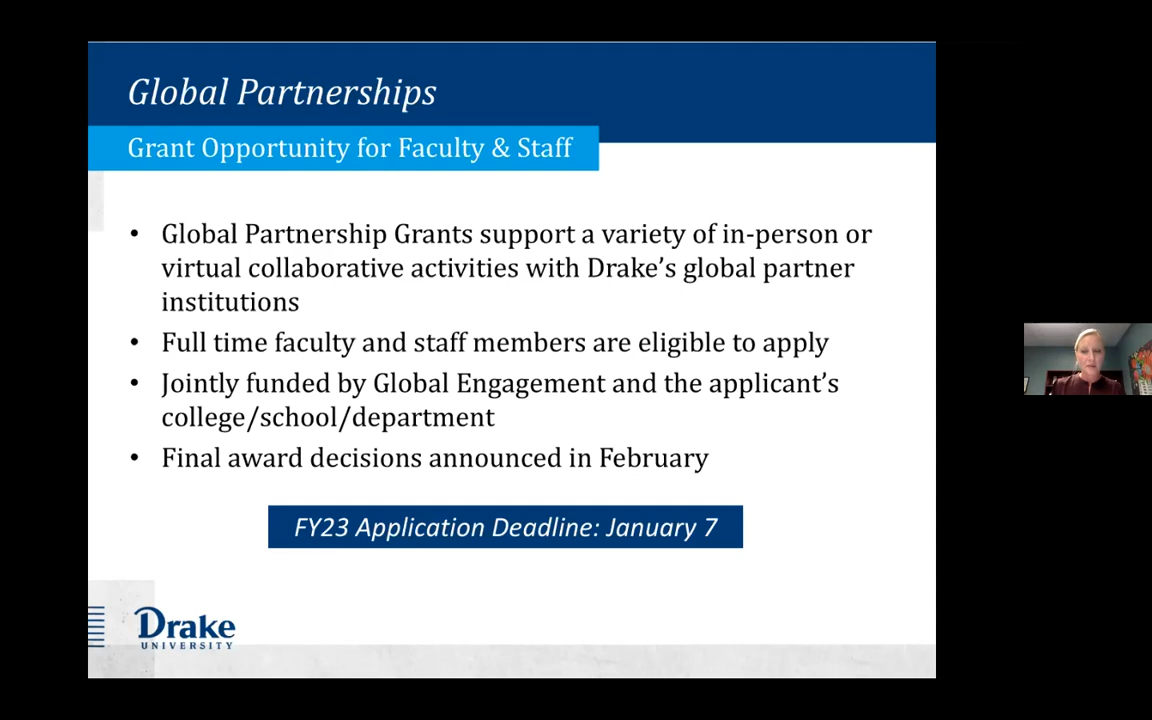 Global Partnerships
Grant Opportunity for Faculty & Staff
• Global Partnership Grants support a variety of in-person or
virtual collaborative activities with Drake’s global partner
institutions
• Full time faculty and staff members are eligible to apply
• Jointly funded by Global Engagement and the applicant’s
college/school/department
• Final award decisions announced in February
FY23 Application Deadline: January 7
Drake
UNIVERSITY